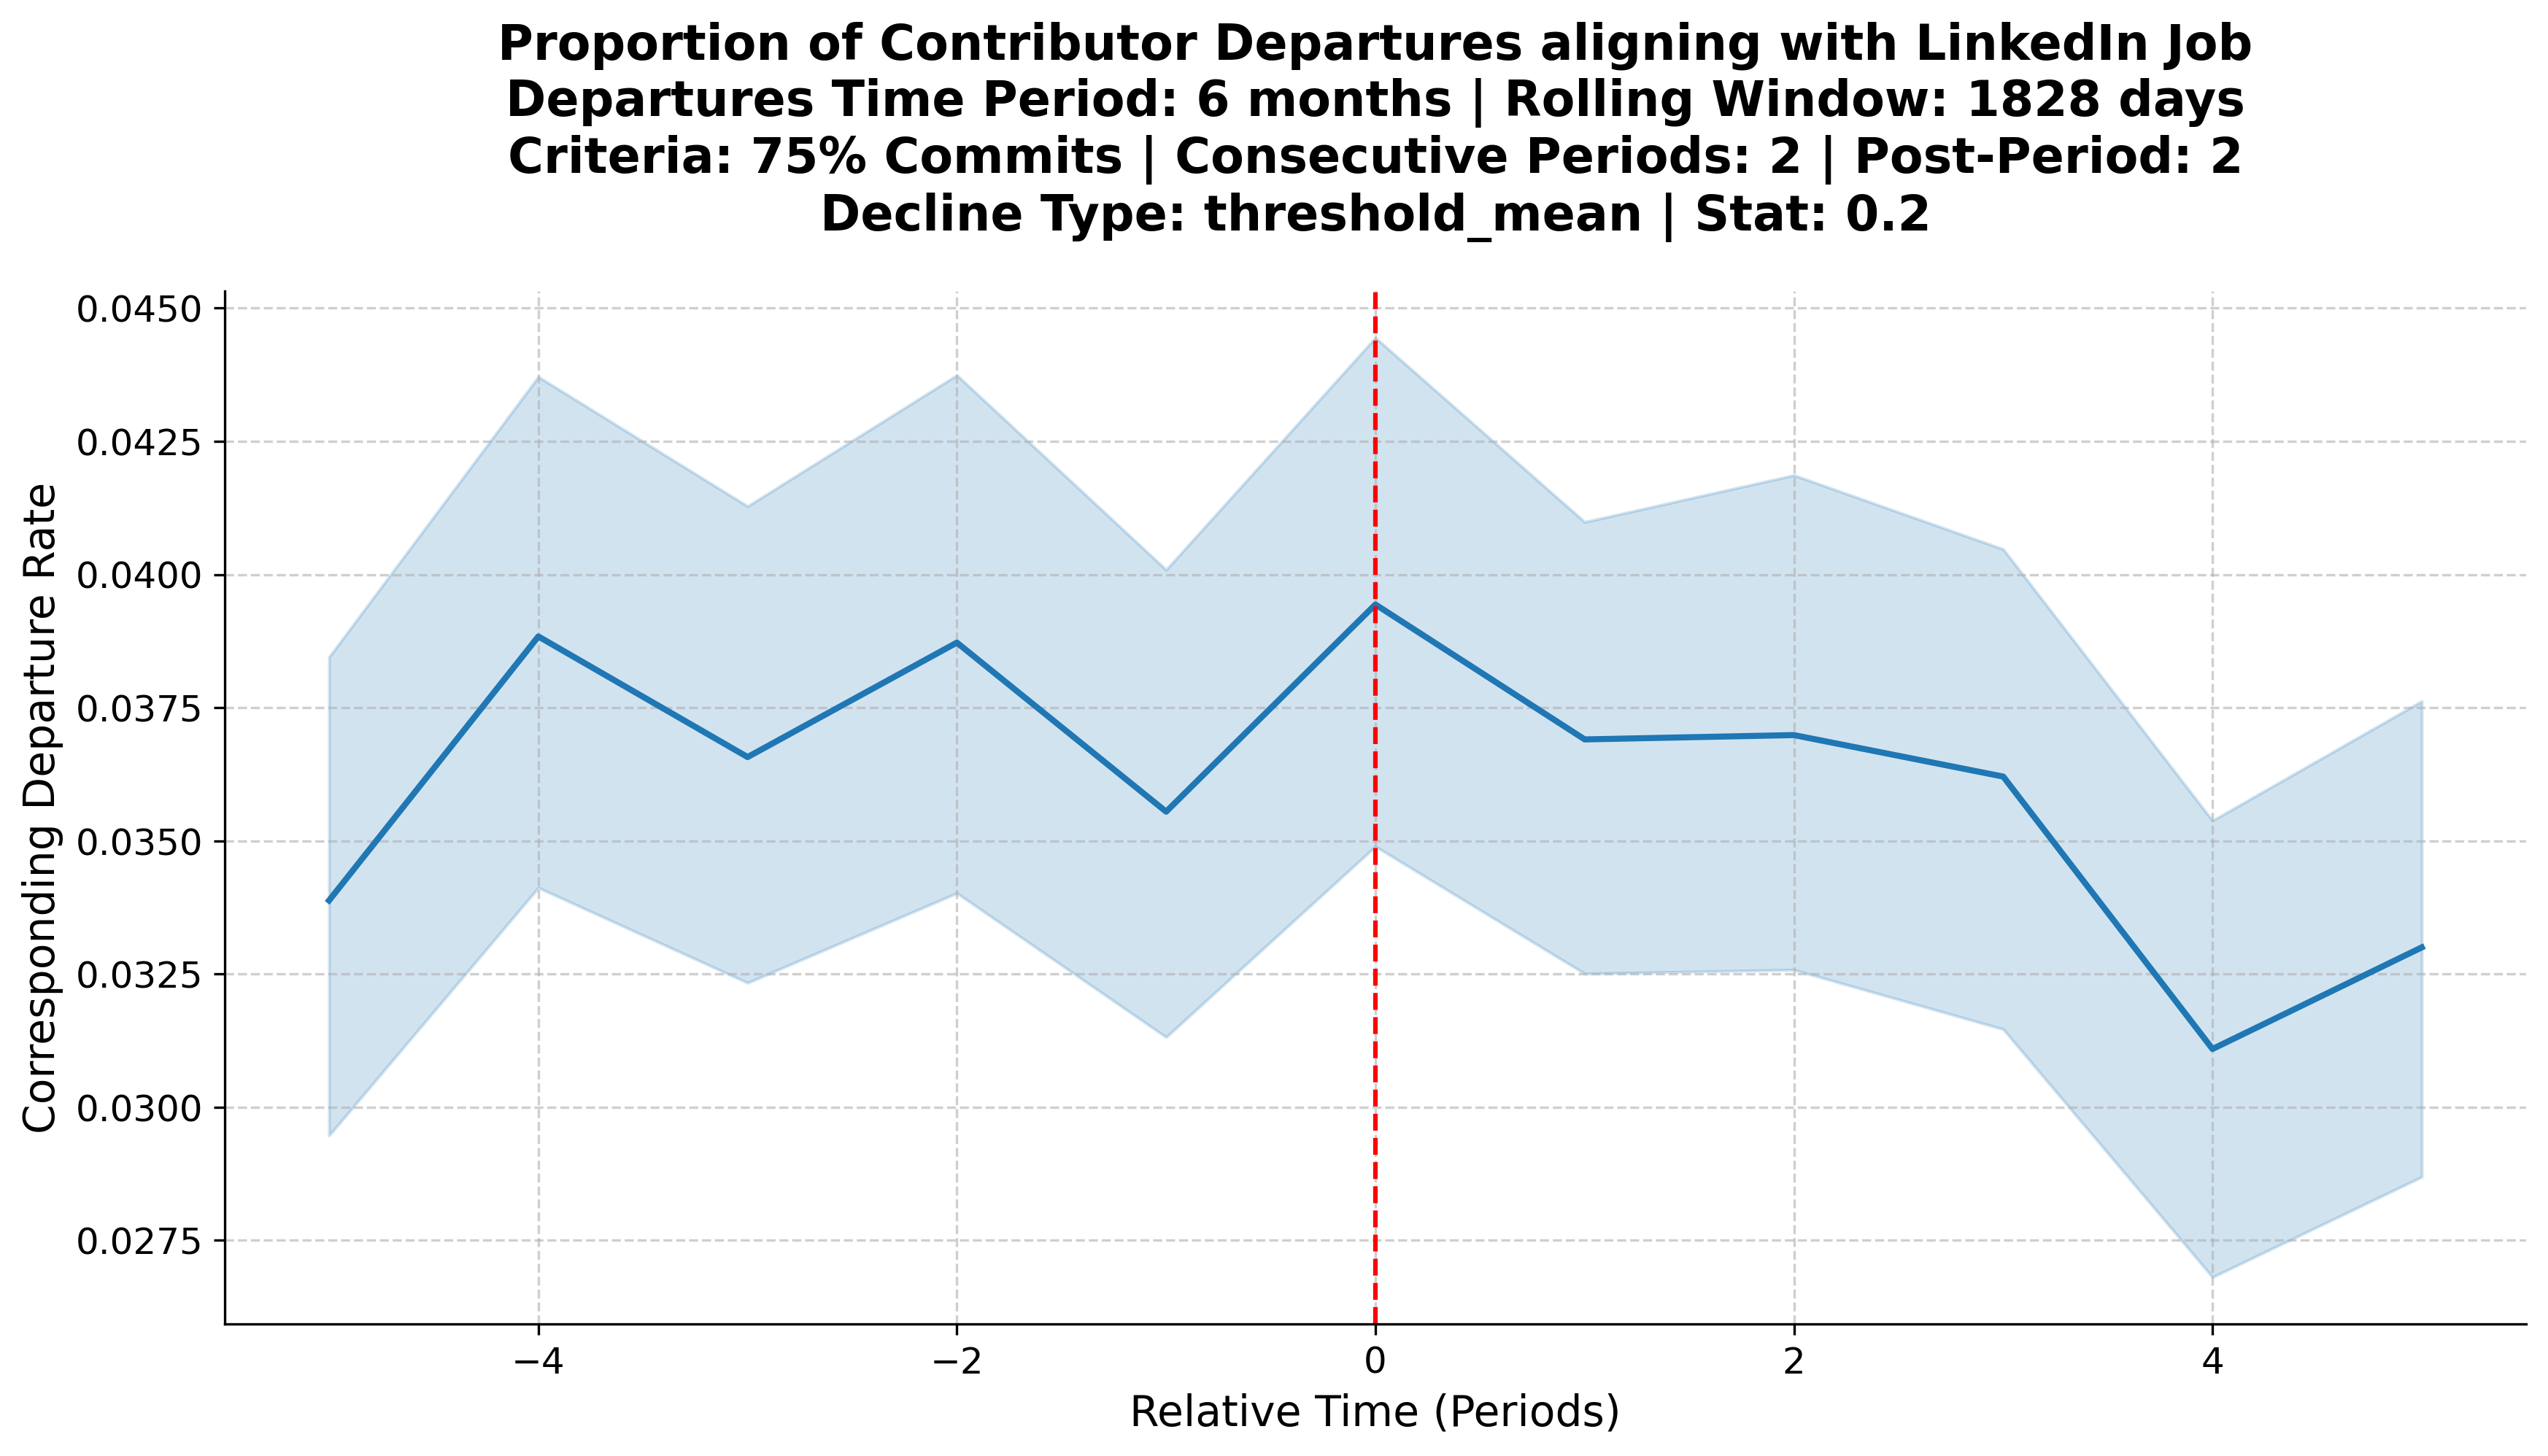 Proportion of Contributor Departures aligning with LinkedIn Job
Departures Time Period: 6 months | Rolling Window: 1828 days
Criteria: 75% Commits | Consecutive Periods: 2 | Post-Period: 2
Decline Type: threshold_mean | Stat: 0.2
Corresponding Departure Rate
0.0450
0.0425
0.0400
0.0375
0.0350
0.0325
0.0300
0.0275
−4
−2
0
2
4
Relative Time (Periods)